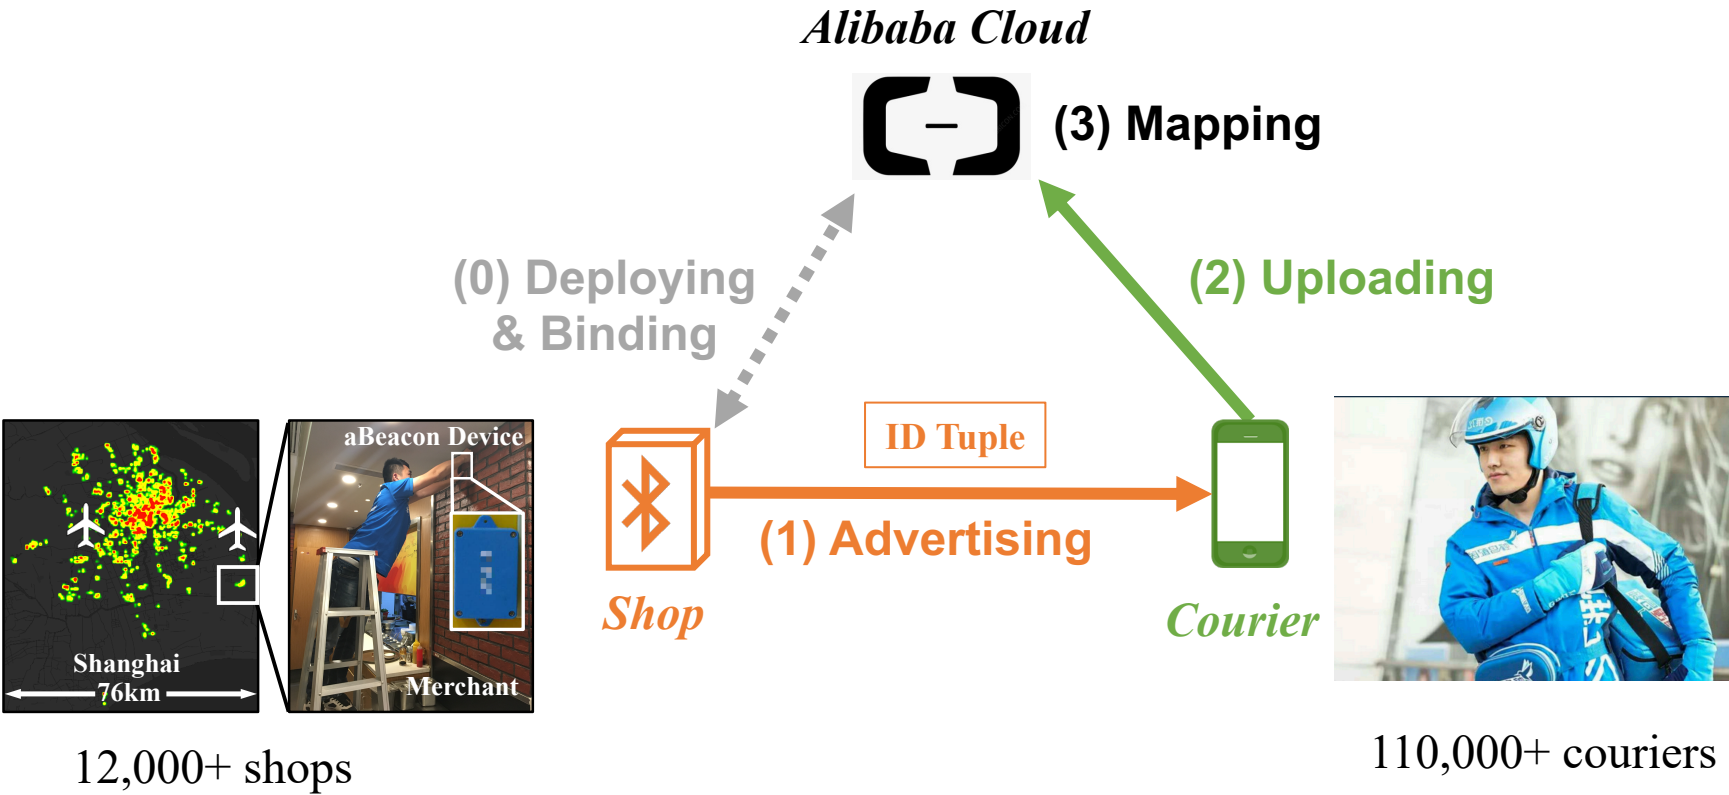 Alibaba Cloud
(3) Mapping
(0) Deploying
& Binding
(2) Uploading
aBeacon Device
ID Tuple
(1) Advertising
Shop
Courier
Shanghai
76km
Merchant
12,000+ shops
110,000+ couriers